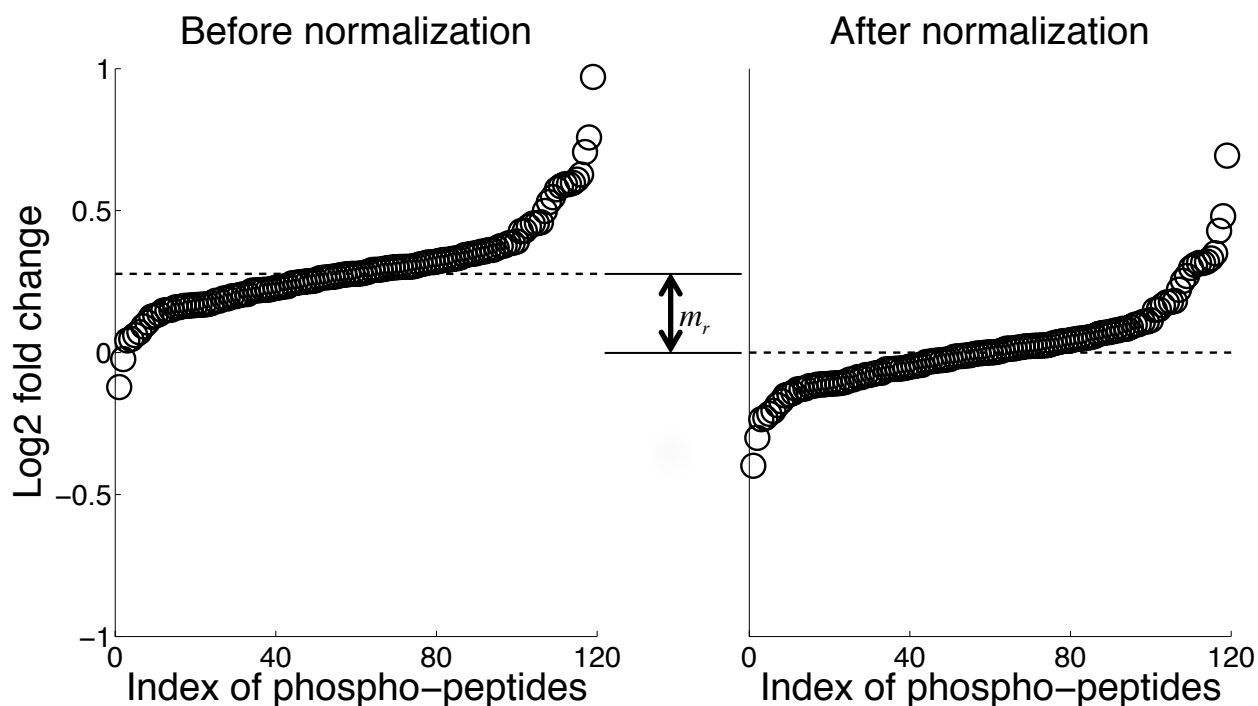 Before normalization
After normalization
1
0.5
0
−0.5
−1
Log2 fold change
m_r
0 40 80 120
0 40 80 120
Index of phospho−peptides
Index of phospho−peptides